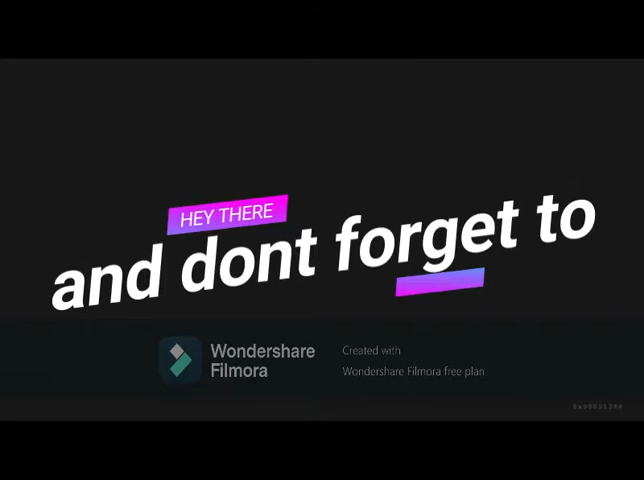 HEY THERE
and dont forget to
Wondershare
Filmora
Created with
Wondershare Filmora free plan